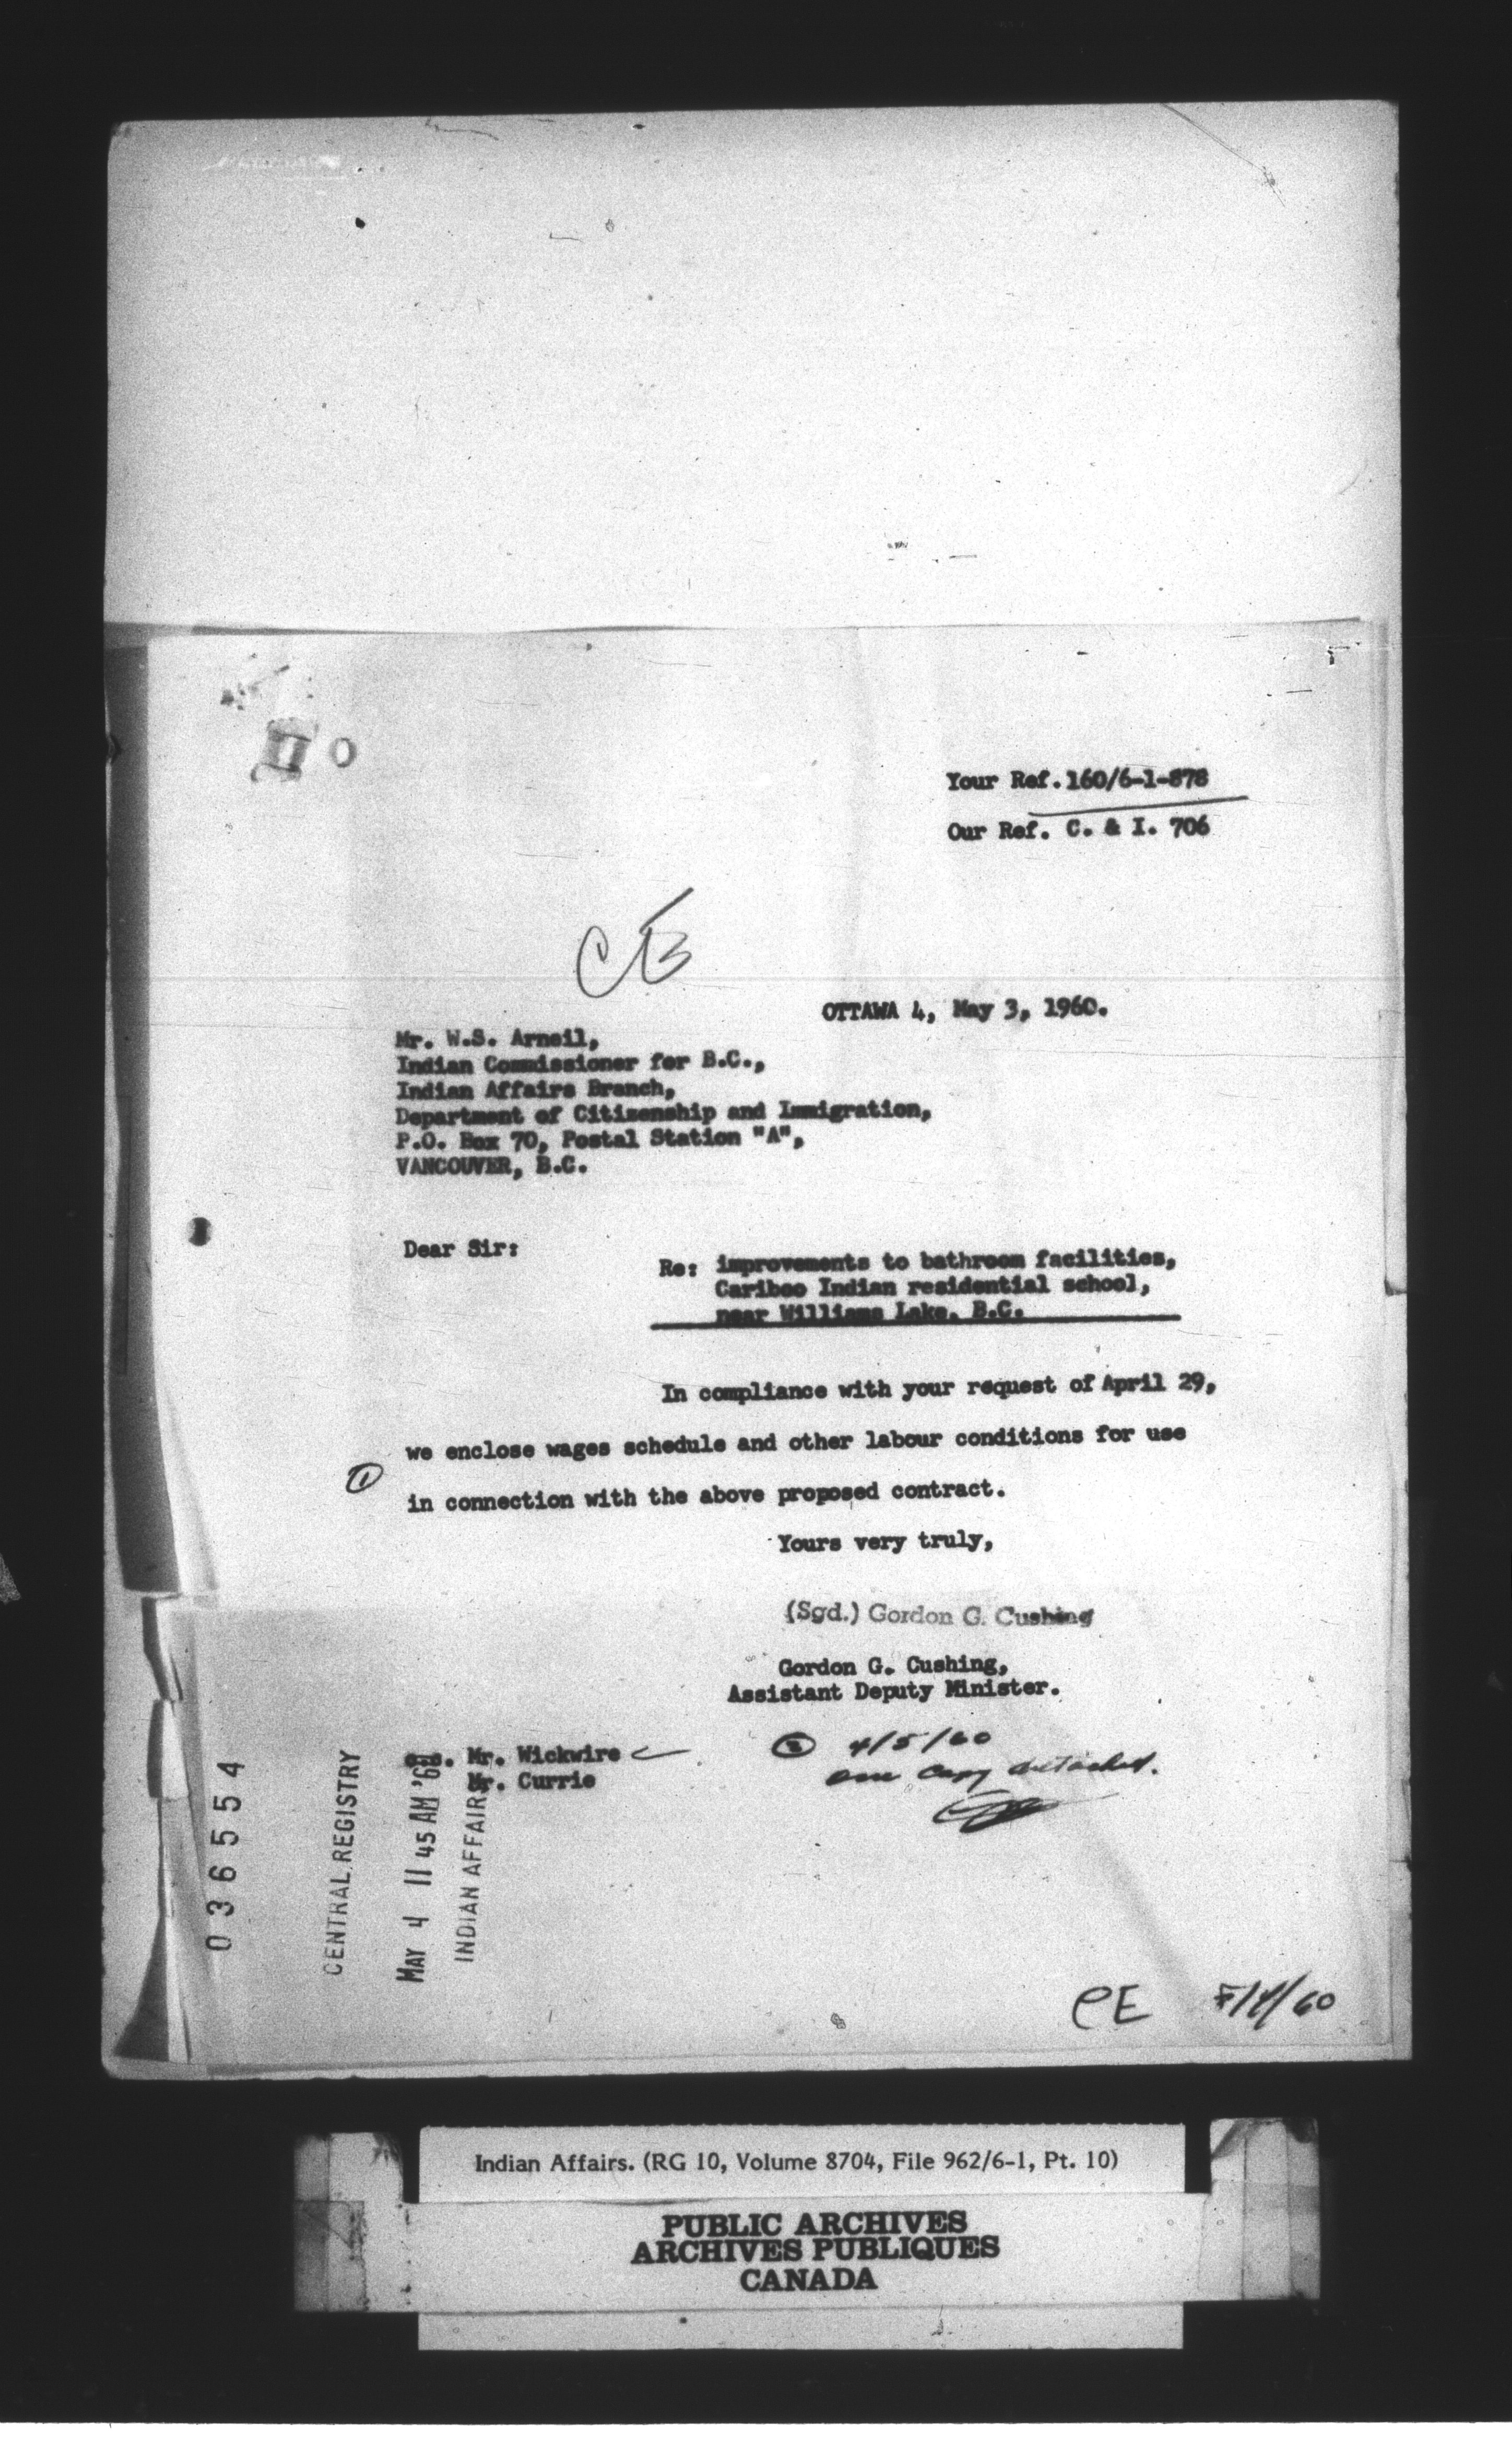 Your Ref. 160/6-1-878
Our Ref. C. & I. 706
OTTAWA 4, May 3, 1960.
Mr. W.S. Arneil,
Indian Commissioner for B.C.,
Indian Affairs Branch,
Department of Citizenship and Immigration,
P.O. Box 70, Postal Station "A",
VANCOUVER, B.C.
Dear Sir:
Re: improvements to bathroom facilities,
Cariboo Indian residential school,
near Williams Lake, B.C.
In compliance with your request of April 29,
we enclose wages schedule and other labour conditions for use
① in connection with the above proposed contract.
Yours very truly,
(Sgd.) Gordon G. Cushing
Gordon G. Cushing,
Assistant Deputy Minister.
c.c. Mr. Wickwire
Mr. Currie
② 4/5/60
one copy detached.
036554
CENTRAL REGISTRY
MAY 4 11 45 AM '60
INDIAN AFFAIRS
Indian Affairs. (RG 10, Volume 8704, File 962/6-1, Pt. 10)
PUBLIC ARCHIVES
ARCHIVES PUBLIQUES
CANADA